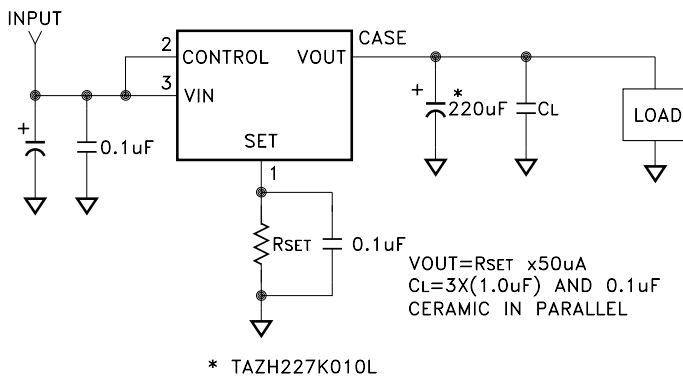 INPUT
CASE
2
CONTROL
VOUT
3
VIN
+
0.1uF
SET
1
+
*
220uF
CL
LOAD
RSET
0.1uF
VOUT=RSET x50uA
CL=3X(1.0uF) AND 0.1uF
CERAMIC IN PARALLEL
* TAZH227K010L